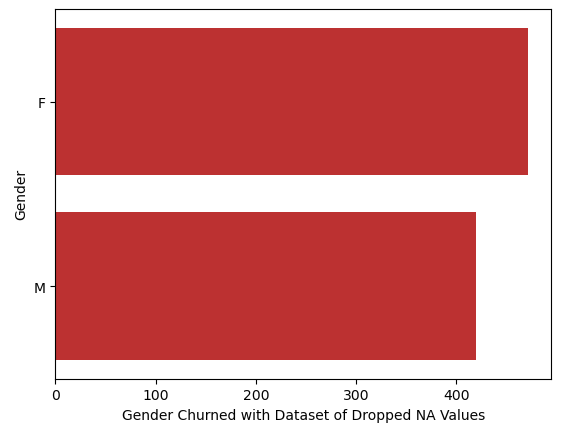 Gender
F
M
0 100 200 300 400
Gender Churned with Dataset of Dropped NA Values